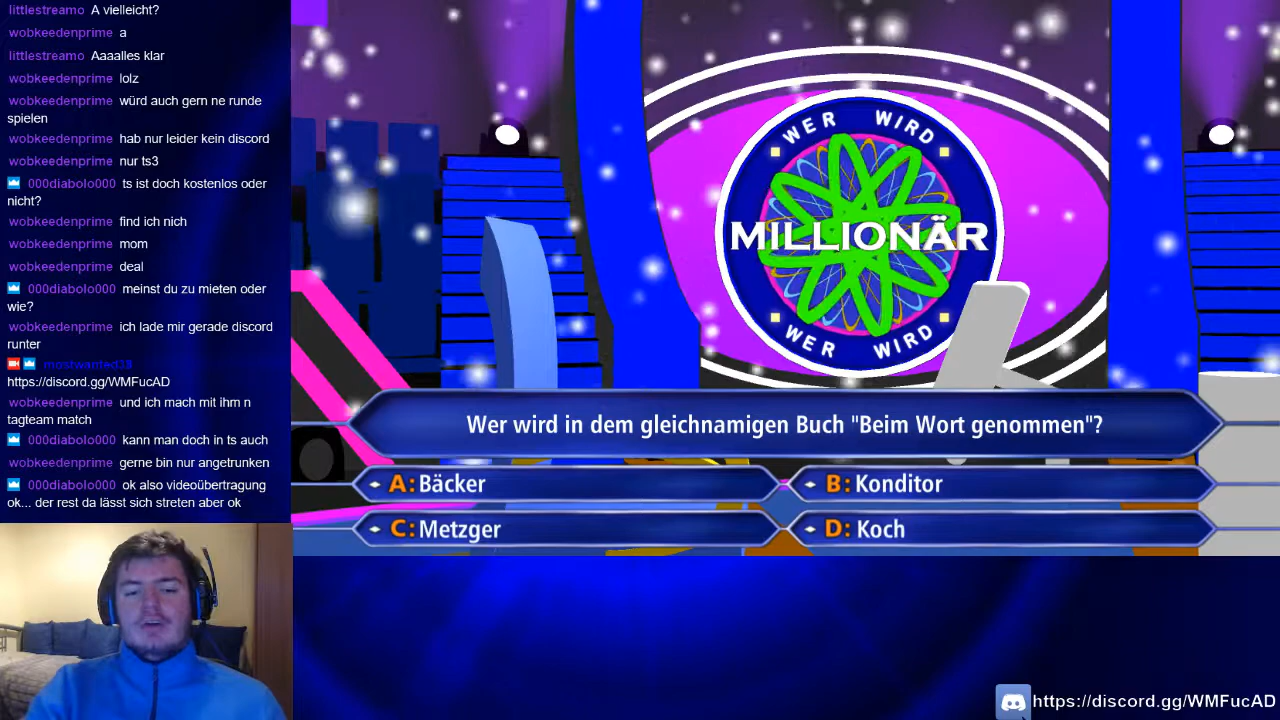 littlestreamo A vielleicht?
wobkeedenprime a
littlestreamo Aaaalles klar
wobkeedenprime lolz
wobkeedenprime würd auch gern ne runde
spielen
wobkeedenprime hab nur leider kein discord
wobkeedenprime nur ts3
000diabolo000 ts ist doch kostenlos oder
nicht?
wobkeedenprime find ich nich
wobkeedenprime mom
wobkeedenprime deal
000diabolo000 meinst du zu mieten oder
wie?
wobkeedenprime ich lade mir gerade discord
runter
https://discord.gg/WMFucAD
wobkeedenprime und ich mach mit ihm n
tagteam match
000diabolo000 kann man doch in ts auch
wobkeedenprime gerne bin nur angetrunken
000diabolo000 ok also videoübertragung
ok... der rest da lässt sich streten aber ok
WER WIRD
MILLIONÄR
WER WIRD
Wer wird in dem gleichnamigen Buch "Beim Wort genommen"?
A: Bäcker
B: Konditor
C: Metzger
D: Koch
https://discord.gg/WMFucAD